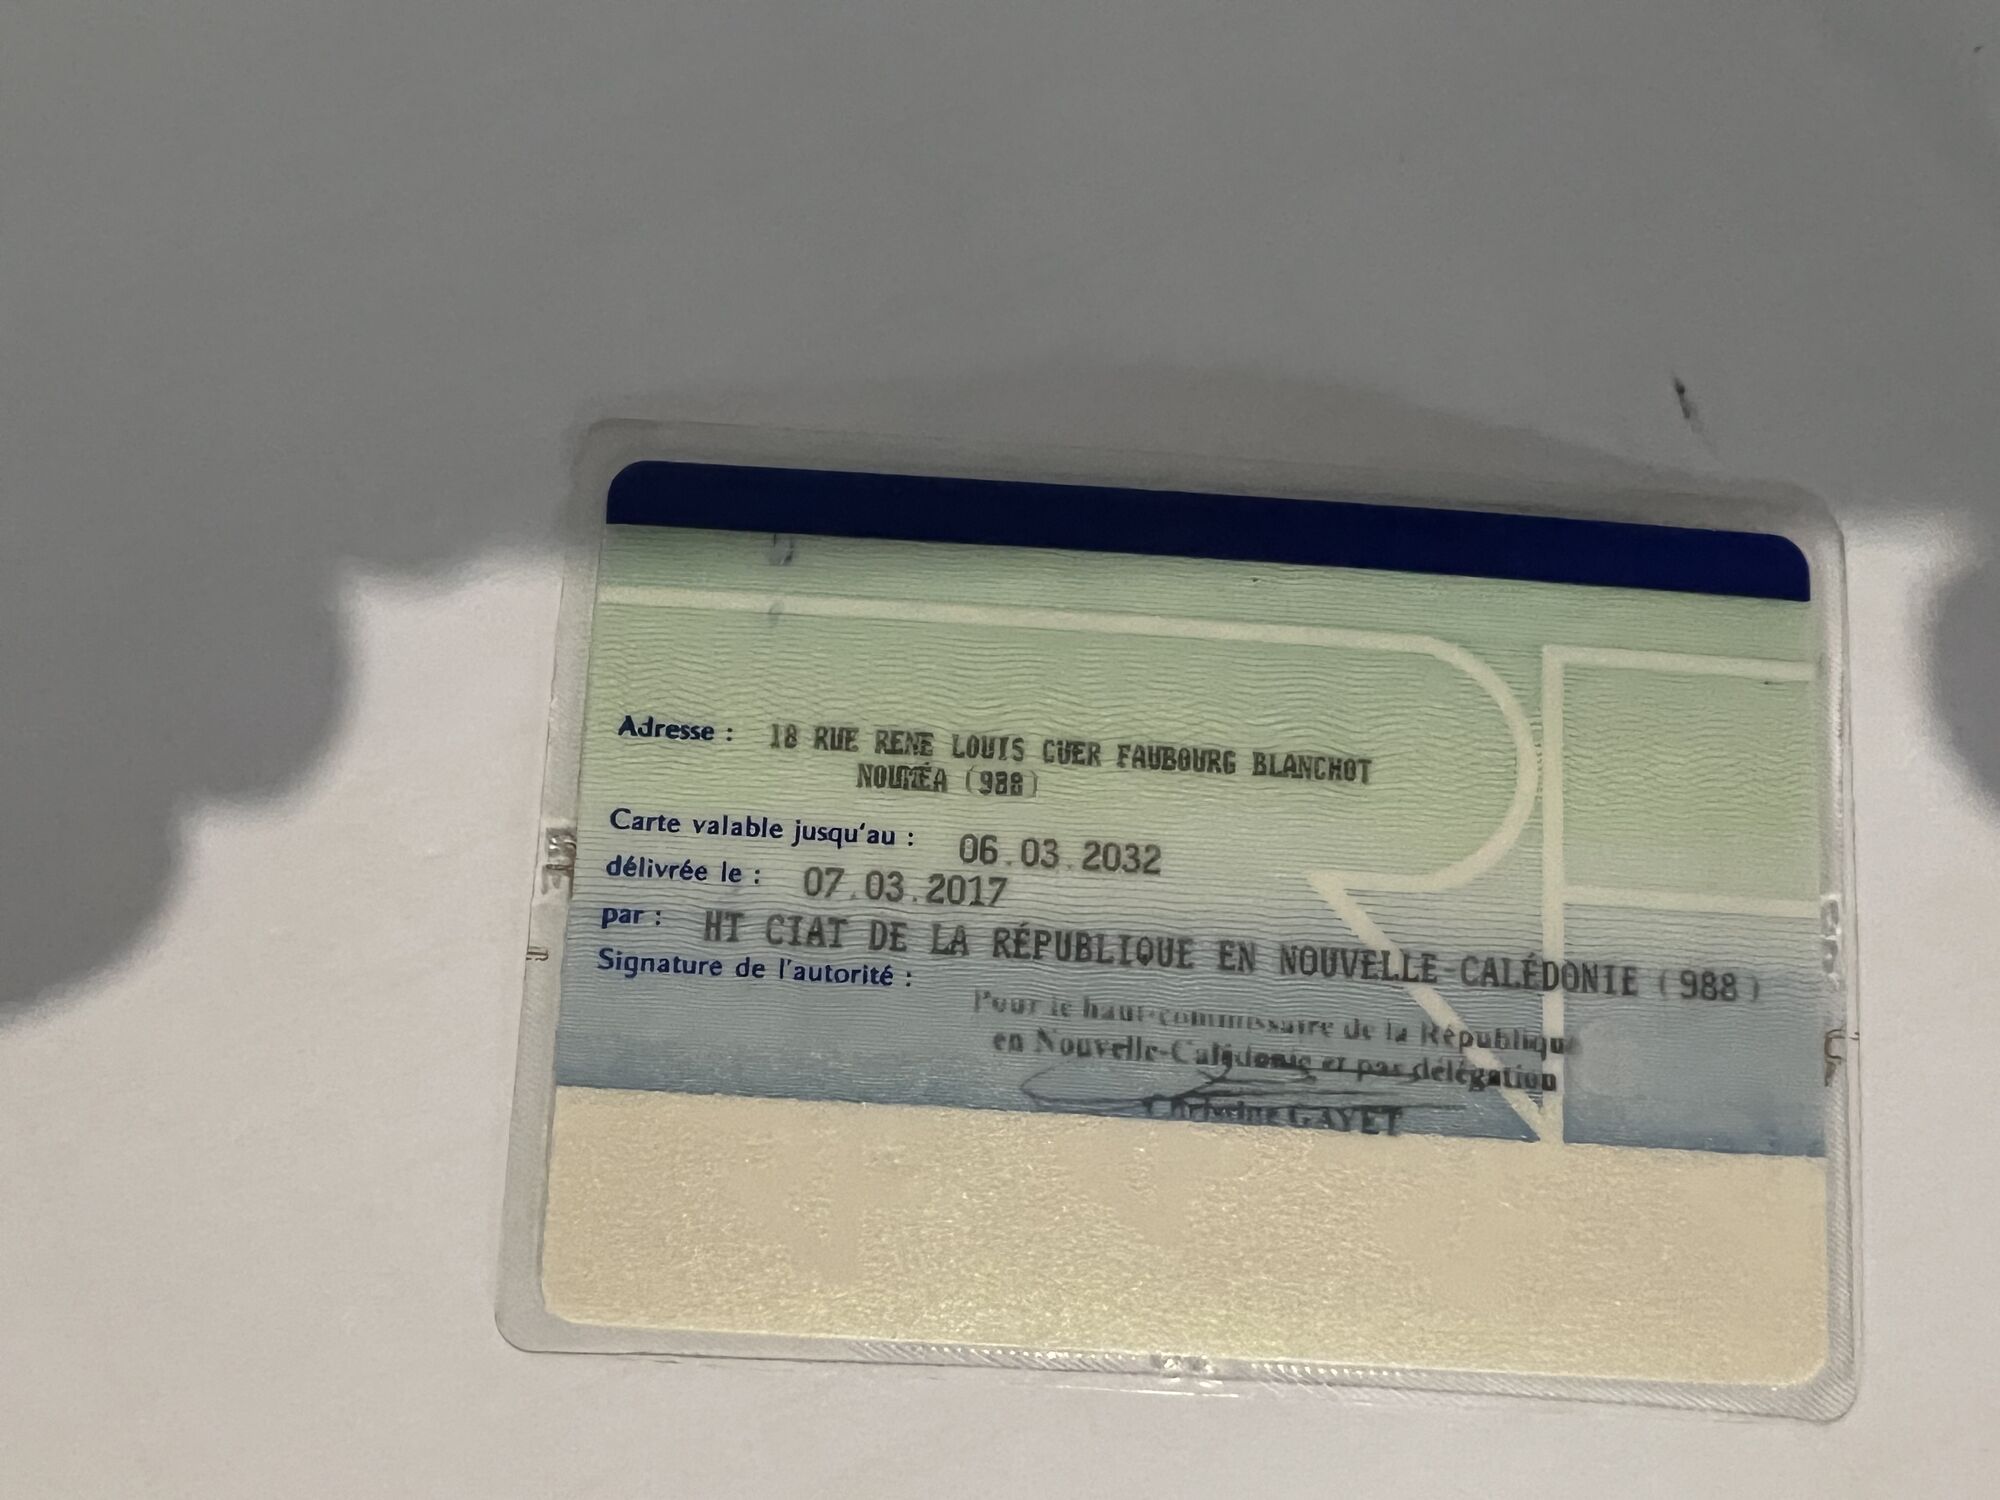 Adresse : 18 RUE RENE LOUIS CUER FAUBOURG BLANCHOT
NOUMÉA (988)
Carte valable jusqu'au : 06.03.2032
délivrée le : 07.03.2017
par : HT CIAT DE LA RÉPUBLIQUE EN NOUVELLE-CALÉDONIE (988)
Signature de l'autorité :
Pour le haut-commissaire de la République
en Nouvelle-Calédonie et par délégation
GAYET
RF